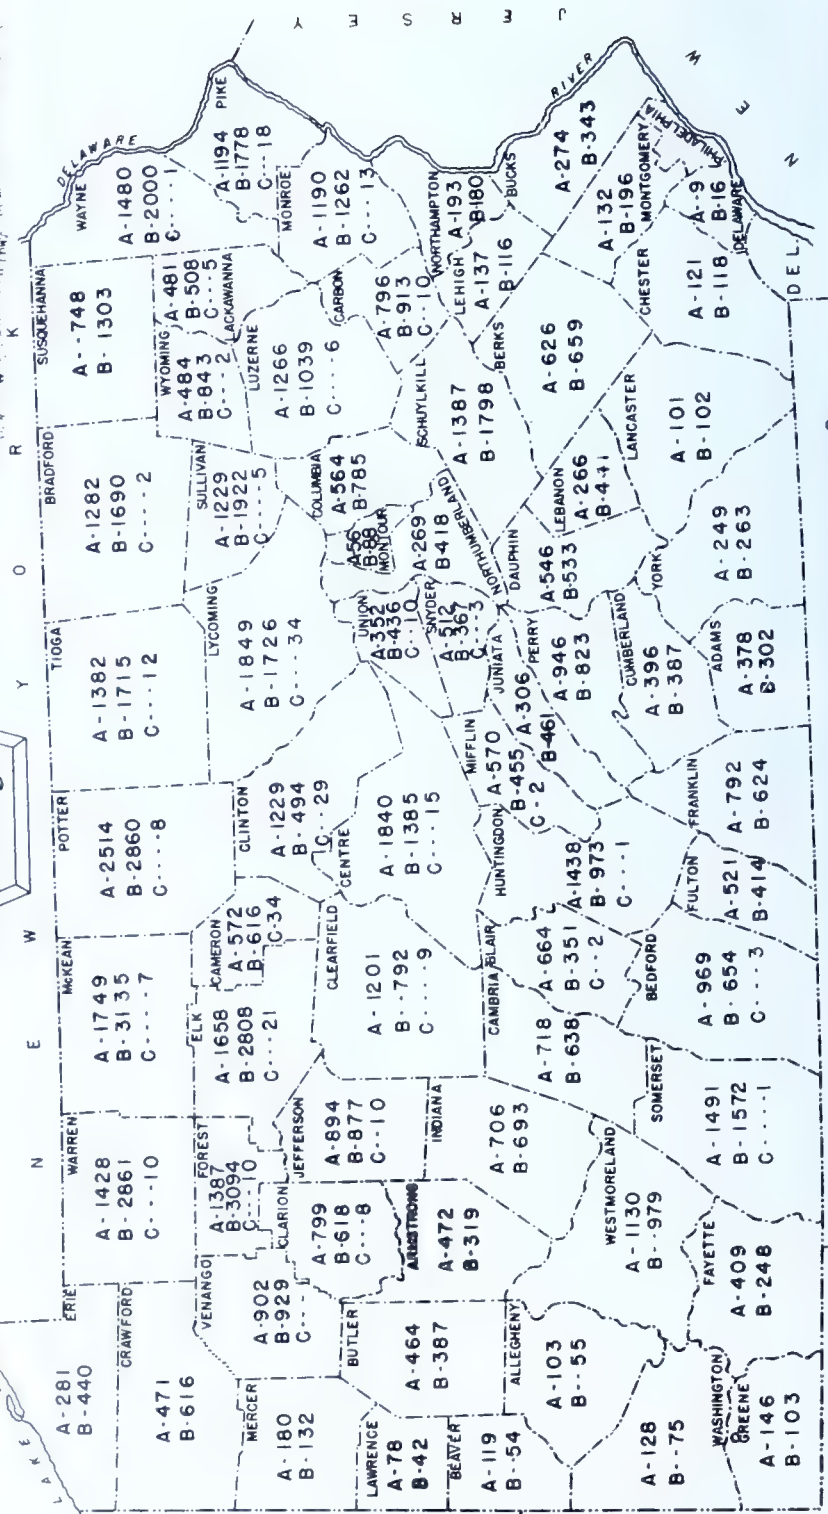 LAKE
NEW YORK
ERIE
A-281
B-440
CRAWFORD
A-471
B-616
MERCER
A-180
B-132
LAWRENCE
A-78
B-42
BEAVER
A-119
B--54
WASHINGTON
A-128
B--75
GREENE
A-146
B-103
WARREN
A-1428
B-2861
C---10
FOREST
A-1387
B-3094
C---10
VENANGO
A-902
B-929
C---
CLARION
A-799
B-618
C---8
BUTLER
A-464
B-387
ARMSTRONG
A-472
B-319
ALLEGHENY
A-103
B--55
WESTMORELAND
A-1130
B--979
FAYETTE
A-409
B-248
McKEAN
A-1749
B-3135
C----7
ELK
A-1658
B-2808
C---21
CAMERON
A-572
B-616
C-34
JEFFERSON
A-894
B-877
C--10
INDIANA
A-706
B-693
CLEARFIELD
A-1201
B--792
C----9
CAMBRIA
A-718
B-638
SOMERSET
A-1491
B-1572
C----1
BLAIR
A-664
B-351
C--2
BEDFORD
A-969
B-654
C---3
POTTER
A-2514
B-2860
C---8
CLINTON
A-1229
B-494
C--29
CENTRE
A-1840
B-1385
C---15
HUNTINGDON
A-1438
B-973
C---1
FULTON
A-521
B-414
FRANKLIN
A-792
B-624
TIOGA
A-1382
B-1715
C---12
LYCOMING
A-1849
B-1726
C---34
UNION
A-352
B-436
C--10
SNYDER
A-512
B-367
C--3
MIFFLIN
A-570
B-455
C-2
JUNIATA
A-306
B-461
PERRY
A-946
B-823
CUMBERLAND
A-396
B-387
ADAMS
A-378
B-302
BRADFORD
A-1282
B-1690
C----2
SULLIVAN
A-1229
B-1922
C----5
COLUMBIA
A-564
B-785
MONTOUR
A-56
B-88
NORTHUMBERLAND
A-269
B-418
DAUPHIN
A-546
B-533
LEBANON
A-266
YORK
A-249
B-263
LANCASTER
A-101
B-102
SUSQUEHANNA
A--748
B-1303
WYOMING
A-484
B-843
C---2
LACKAWANNA
A-481
B-508
C---5
LUZERNE
A-1266
B-1039
C---6
CARBON
A-796
B-913
C--10
SCHUYLKILL
A-1387
B-1798
BERKS
A-626
B-659
WAYNE
A-1480
B-2000
C----1
PIKE
A-1194
B-1778
C--18
MONROE
A-1190
B-1262
C---13
NORTHAMPTON
A-193
B-180
LEHIGH
A-137
B-116
BUCKS
A-274
B-343
MONTGOMERY
A-132
B-196
CHESTER
A-121
B-118
DELAWARE
A--9
B-16
PHILADELPHIA
DELAWARE
RIVER
NEW
JERSEY
DEL.